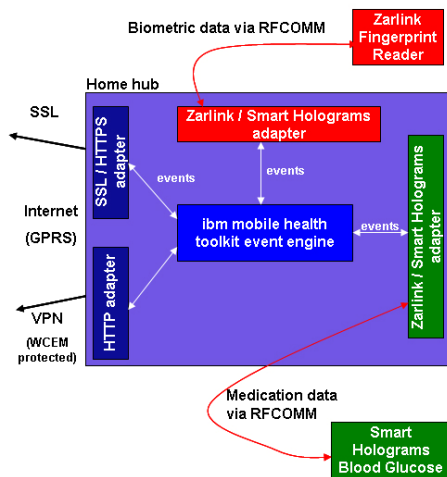 Biometric data via RFCOMM
Zarlink
Fingerprint
Reader
Home hub
SSL
SSL / HTTPS
adapter
Zarlink / Smart Holograms
adapter
events
events
ibm mobile health
toolkit event engine
Zarlink / Smart Holograms
adapter
Internet
(GPRS)
HTTP adapter
VPN
(WCEM
protected)
Medication data
via RFCOMM
Smart
Holograms
Blood Glucose